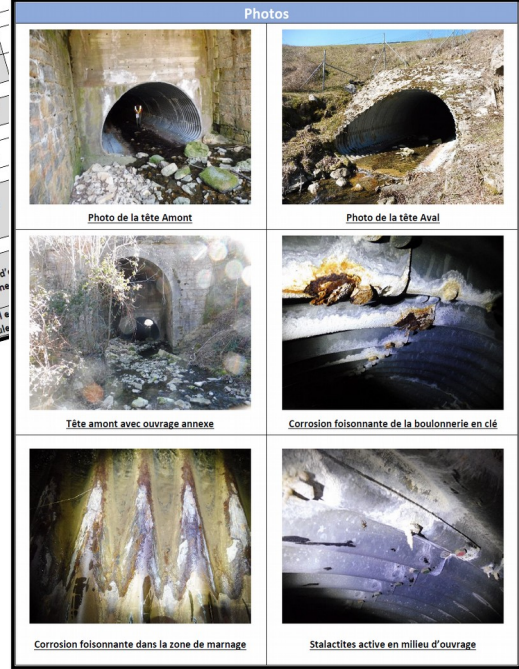 Photos
Photo de la tête Amont
Photo de la tête Aval
Tête amont avec ouvrage annexe
Corrosion foisonnante de la boulonnerie en clé
Corrosion foisonnante dans la zone de marnage
Stalactites active en milieu d’ouvrage